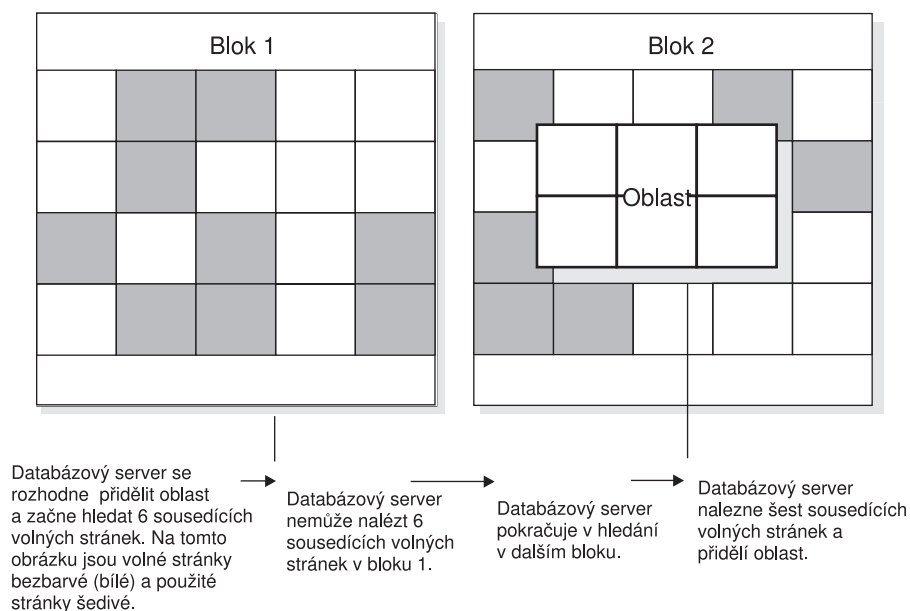 Blok 1
Blok 2
Oblast
Databázový server se
rozhodne přidělit oblast
a začne hledat 6 sousedících
volných stránek. Na tomto
obrázku jsou volné stránky
bezbarvé (bílé) a použité
stránky šedivé.
Databázový server
nemůže nalézt 6
sousedících volných
stránek v bloku 1.
Databázový server
pokračuje v hledání
v dalším bloku.
Databázový server
nalezne šest sousedících
volných stránek a
přidělí oblast.